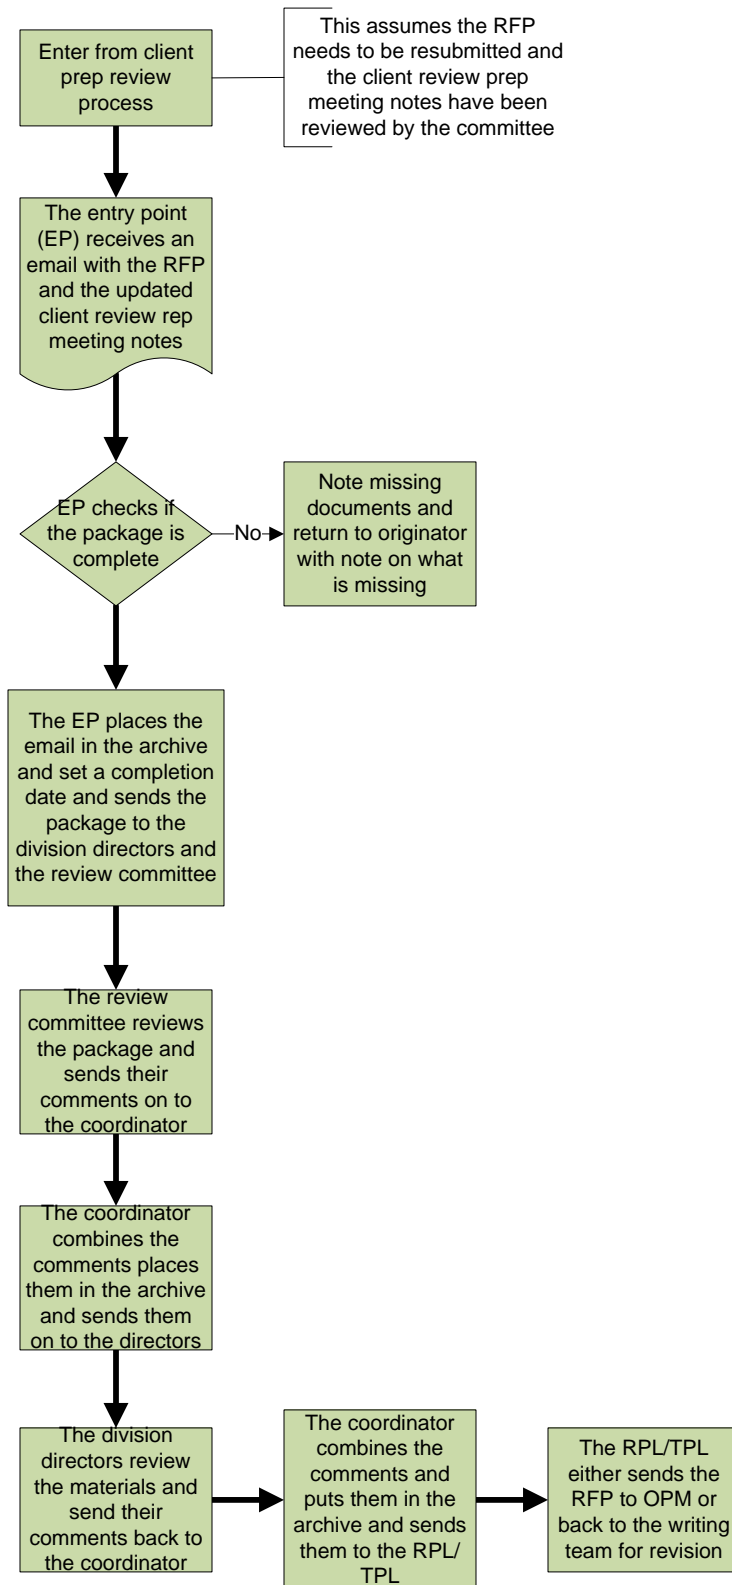 Enter from client
prep review
process
This assumes the RFP
needs to be resubmitted and
the client review prep
meeting notes have been
reviewed by the committee
The entry point
(EP) receives an
email with the RFP
and the updated
client review rep
meeting notes
EP checks if
the package is
complete
No
Note missing
documents and
return to originator
with note on what
is missing
The EP places the
email in the archive
and set a completion
date and sends the
package to the
division directors and
the review committee
The review
committee reviews
the package and
sends their
comments on to
the coordinator
The coordinator
combines the
comments places
them in the archive
and sends them
on to the directors
The division
directors review
the materials and
send their
comments back to
the coordinator
The coordinator
combines the
comments and
puts them in the
archive and sends
them to the RPL/
TPL
The RPL/TPL
either sends the
RFP to OPM or
back to the writing
team for revision